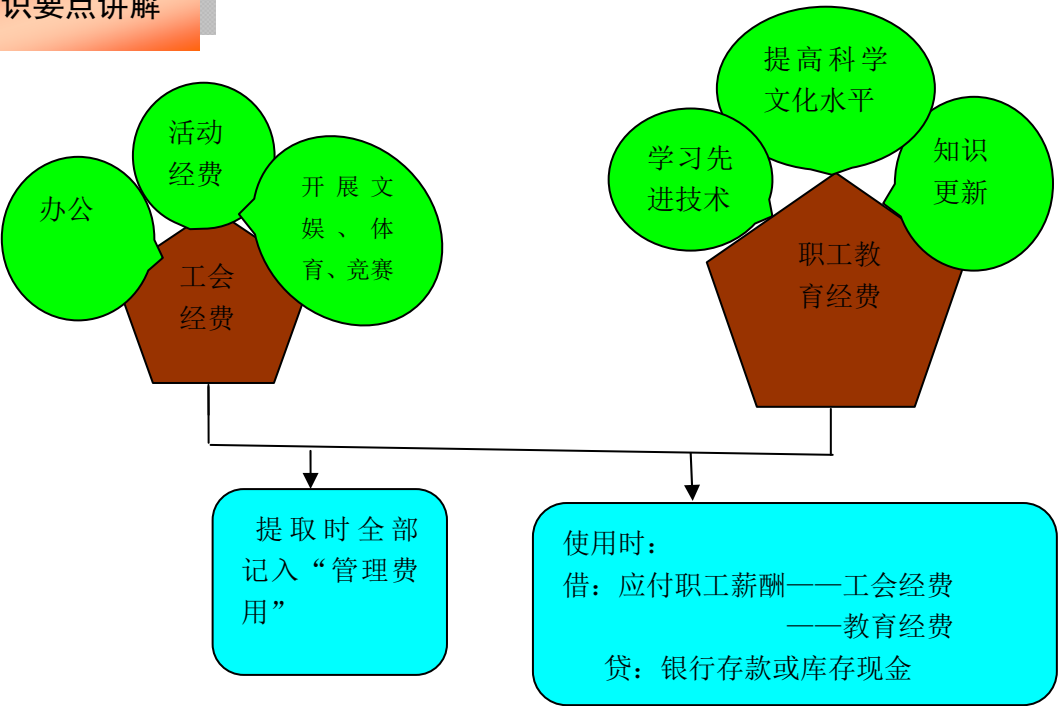 识要点讲解
办公
活动
经费
开展文
娱、体
育、竞赛
工会
经费
学习先
进技术
提高科学
文化水平
知识
更新
职工教
育经费
提取时全部
记入“管理费
用”
使用时：
借：应付职工薪酬——工会经费
——教育经费
贷：银行存款或库存现金